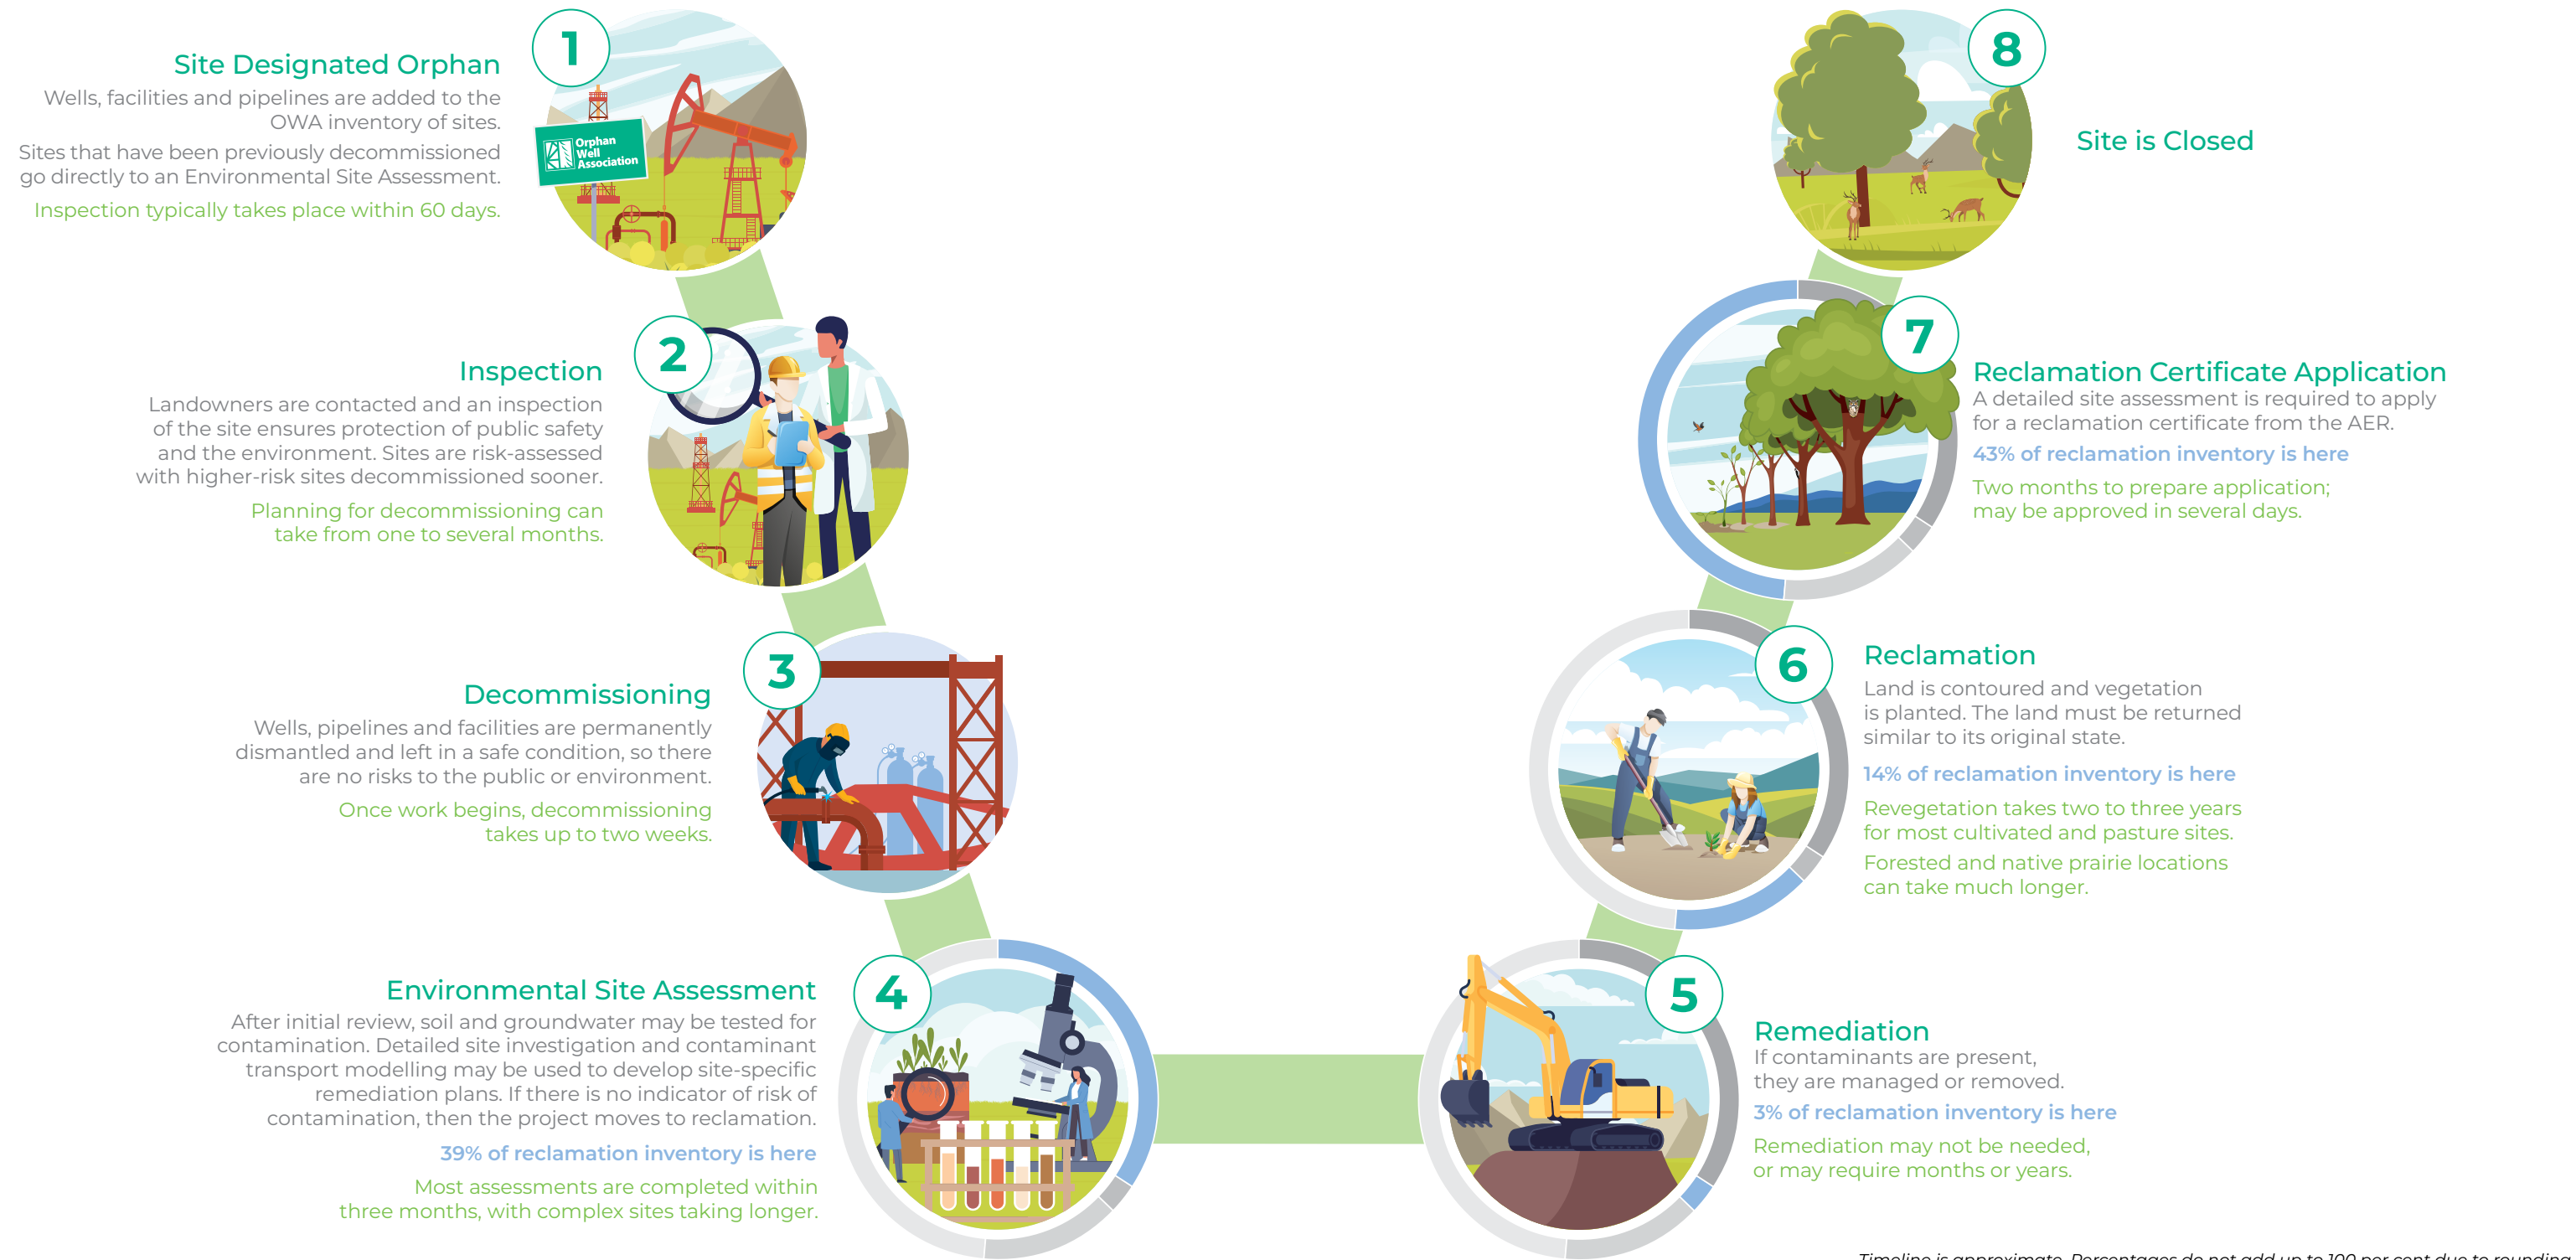 1
Site Designated Orphan
Wells, facilities and pipelines are added to the
OWA inventory of sites.
Sites that have been previously decommissioned
go directly to an Environmental Site Assessment.
Inspection typically takes place within 60 days.
Orphan
Well
Association
2
Inspection
Landowners are contacted and an inspection
of the site ensures protection of public safety
and the environment. Sites are risk-assessed
with higher-risk sites decommissioned sooner.
Planning for decommissioning can
take from one to several months.
3
Decommissioning
Wells, pipelines and facilities are permanently
dismantled and left in a safe condition, so there
are no risks to the public or environment.
Once work begins, decommissioning
takes up to two weeks.
4
Environmental Site Assessment
After initial review, soil and groundwater may be tested for
contamination. Detailed site investigation and contaminant
transport modelling may be used to develop site-specific
remediation plans. If there is no indicator of risk of
contamination, then the project moves to reclamation.
39% of reclamation inventory is here
Most assessments are completed within
three months, with complex sites taking longer.
5
Remediation
If contaminants are present,
they are managed or removed.
3% of reclamation inventory is here
Remediation may not be needed,
or may require months or years.
6
Reclamation
Land is contoured and vegetation
is planted. The land must be returned
similar to its original state.
14% of reclamation inventory is here
Revegetation takes two to three years
for most cultivated and pasture sites.
Forested and native prairie locations
can take much longer.
7
Reclamation Certificate Application
A detailed site assessment is required to apply
for a reclamation certificate from the AER.
43% of reclamation inventory is here
Two months to prepare application;
may be approved in several days.
8
Site is Closed
Timeline is approximate. Percentages do not add up to 100 per cent due to rounding